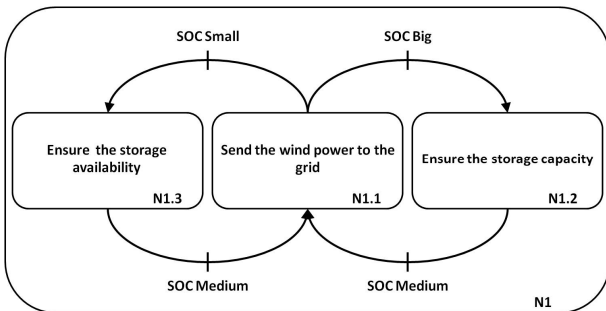 SOC Small
SOC Big
Ensure the storage
availability
N1.3
Send the wind power to the
grid
N1.1
Ensure the storage capacity
N1.2
SOC Medium
SOC Medium
N1